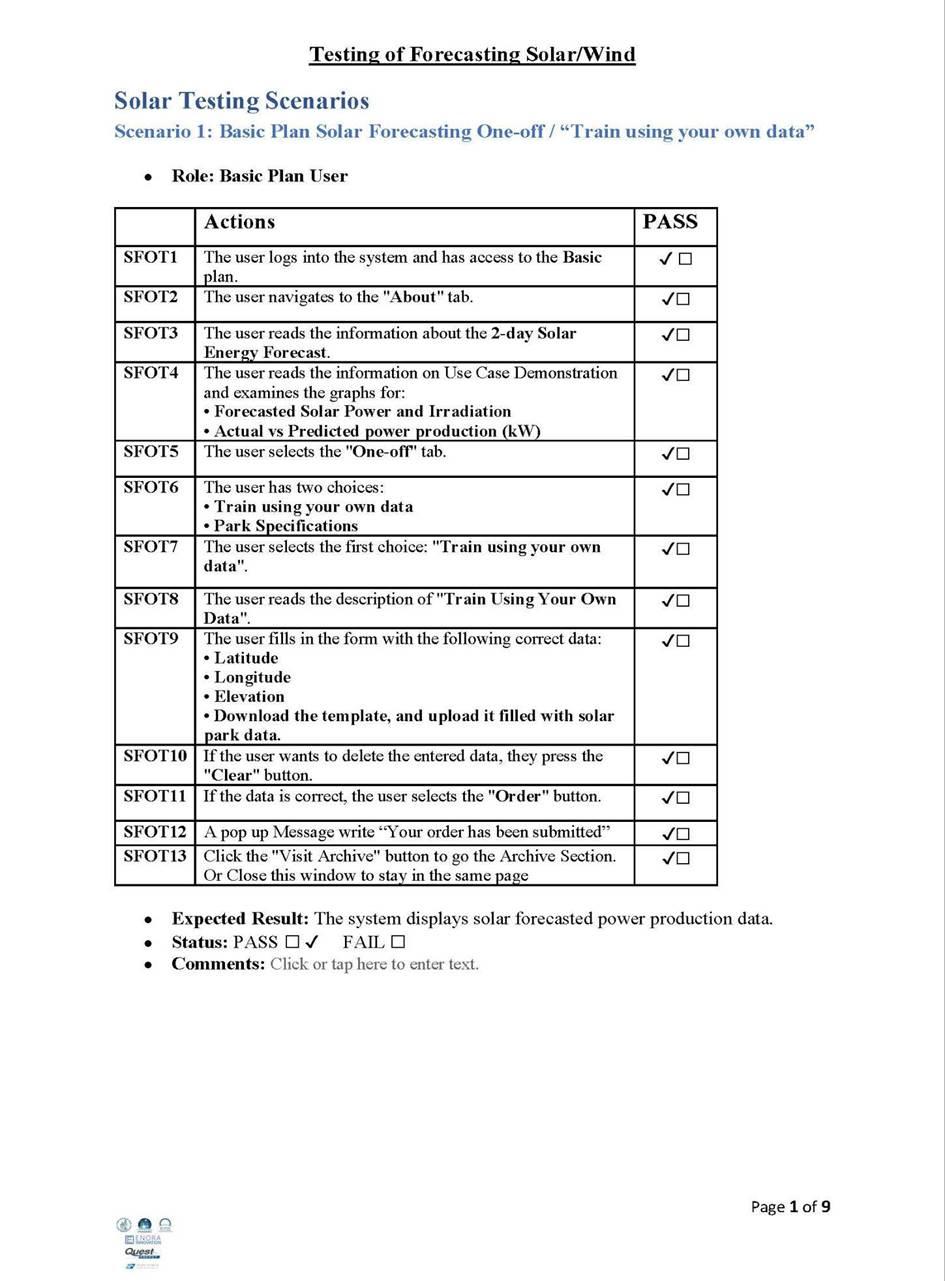 Testing of Forecasting Solar/Wind
Solar Testing Scenarios
Scenario 1: Basic Plan Solar Forecasting One-off / “Train using your own data”
• Role: Basic Plan User
Actions PASS
SFOT1 The user logs into the system and has access to the Basic ✓ ☐
plan.
SFOT2 The user navigates to the "About" tab. ✓☐
SFOT3 The user reads the information about the 2-day Solar ✓☐
Energy Forecast.
SFOT4 The user reads the information on Use Case Demonstration ✓☐
and examines the graphs for:
• Forecasted Solar Power and Irradiation
• Actual vs Predicted power production (kW)
SFOT5 The user selects the "One-off" tab. ✓☐
SFOT6 The user has two choices: ✓☐
• Train using your own data
• Park Specifications
SFOT7 The user selects the first choice: "Train using your own ✓☐
data".
SFOT8 The user reads the description of "Train Using Your Own ✓☐
Data".
SFOT9 The user fills in the form with the following correct data: ✓☐
• Latitude
• Longitude
• Elevation
• Download the template, and upload it filled with solar
park data.
SFOT10 If the user wants to delete the entered data, they press the ✓☐
"Clear" button.
SFOT11 If the data is correct, the user selects the "Order" button. ✓☐
SFOT12 A pop up Message write “Your order has been submitted” ✓☐
SFOT13 Click the "Visit Archive" button to go the Archive Section. ✓☐
Or Close this window to stay in the same page
• Expected Result: The system displays solar forecasted power production data.
• Status: PASS ☐ ✓ FAIL ☐
• Comments: Click or tap here to enter text.
Page 1 of 9
ENORA
INNOVATION
Quest
ENERGY